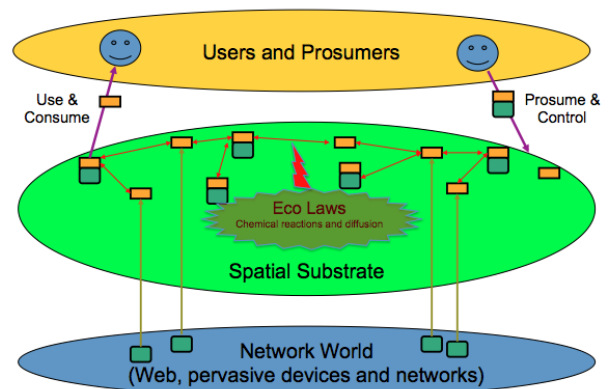 Users and Prosumers
Use &
Consume
Prosume &
Control
Eco Laws
Chemical reactions and diffusion
Spatial Substrate
Network World
(Web, pervasive devices and networks)